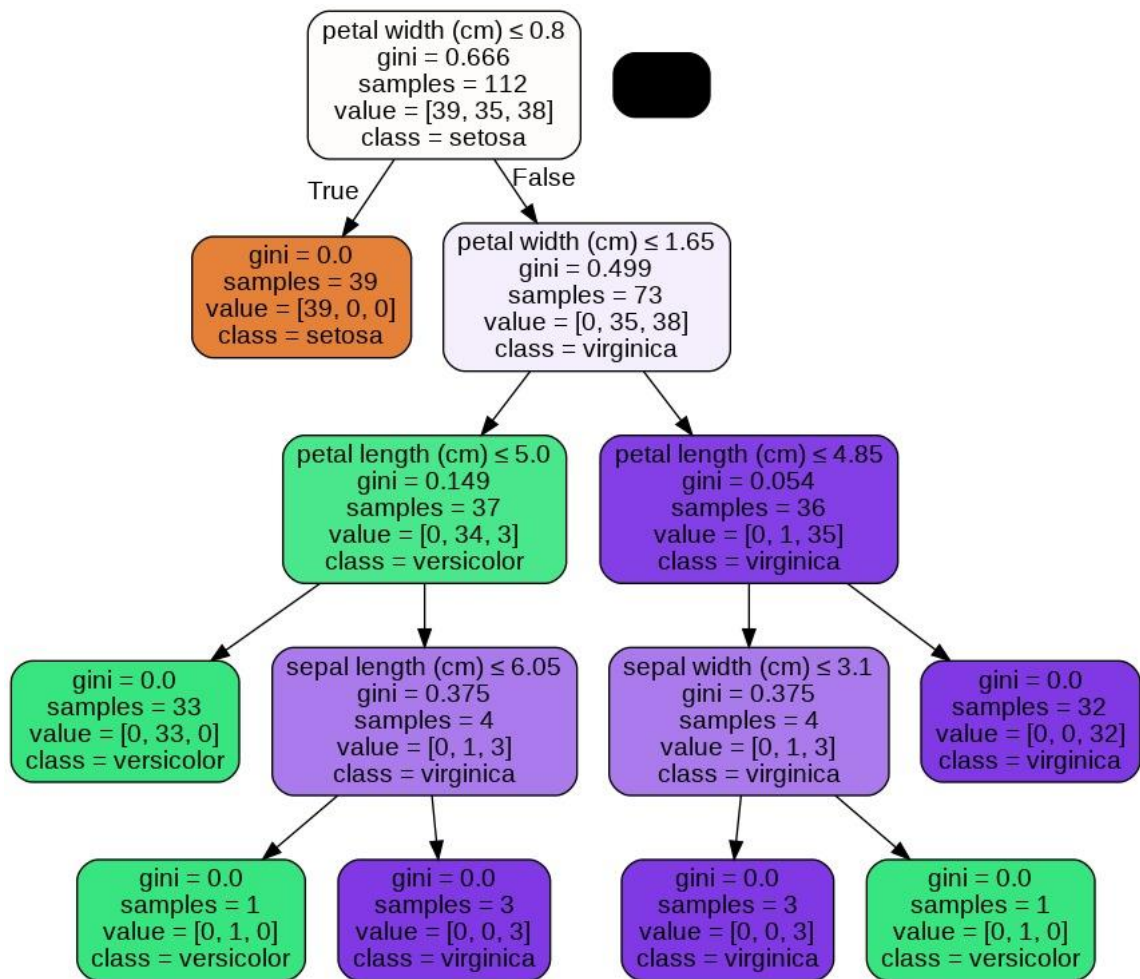 petal width (cm) ≤ 0.8
gini = 0.666
samples = 112
value = [39, 35, 38]
class = setosa
True
False
gini = 0.0
samples = 39
value = [39, 0, 0]
class = setosa
petal width (cm) ≤ 1.65
gini = 0.499
samples = 73
value = [0, 35, 38]
class = virginica
petal length (cm) ≤ 5.0
gini = 0.149
samples = 37
value = [0, 34, 3]
class = versicolor
petal length (cm) ≤ 4.85
gini = 0.054
samples = 36
value = [0, 1, 35]
class = virginica
gini = 0.0
samples = 33
value = [0, 33, 0]
class = versicolor
sepal length (cm) ≤ 6.05
gini = 0.375
samples = 4
value = [0, 1, 3]
class = virginica
sepal width (cm) ≤ 3.1
gini = 0.375
samples = 4
value = [0, 1, 3]
class = virginica
gini = 0.0
samples = 32
value = [0, 0, 32]
class = virginica
gini = 0.0
samples = 1
value = [0, 1, 0]
class = versicolor
gini = 0.0
samples = 3
value = [0, 0, 3]
class = virginica
gini = 0.0
samples = 3
value = [0, 0, 3]
class = virginica
gini = 0.0
samples = 1
value = [0, 1, 0]
class = versicolor